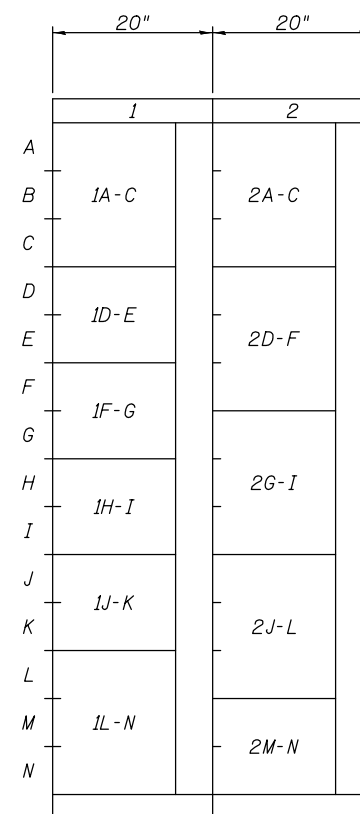 20" 20"
1 2
A
B 1A-C 2A-C
C
D
1D-E
E 2D-F
F
1F-G
G
H 2G-I
1H-I
I
J
1J-K
K 2J-L
L
M 1L-N
2M-N
N